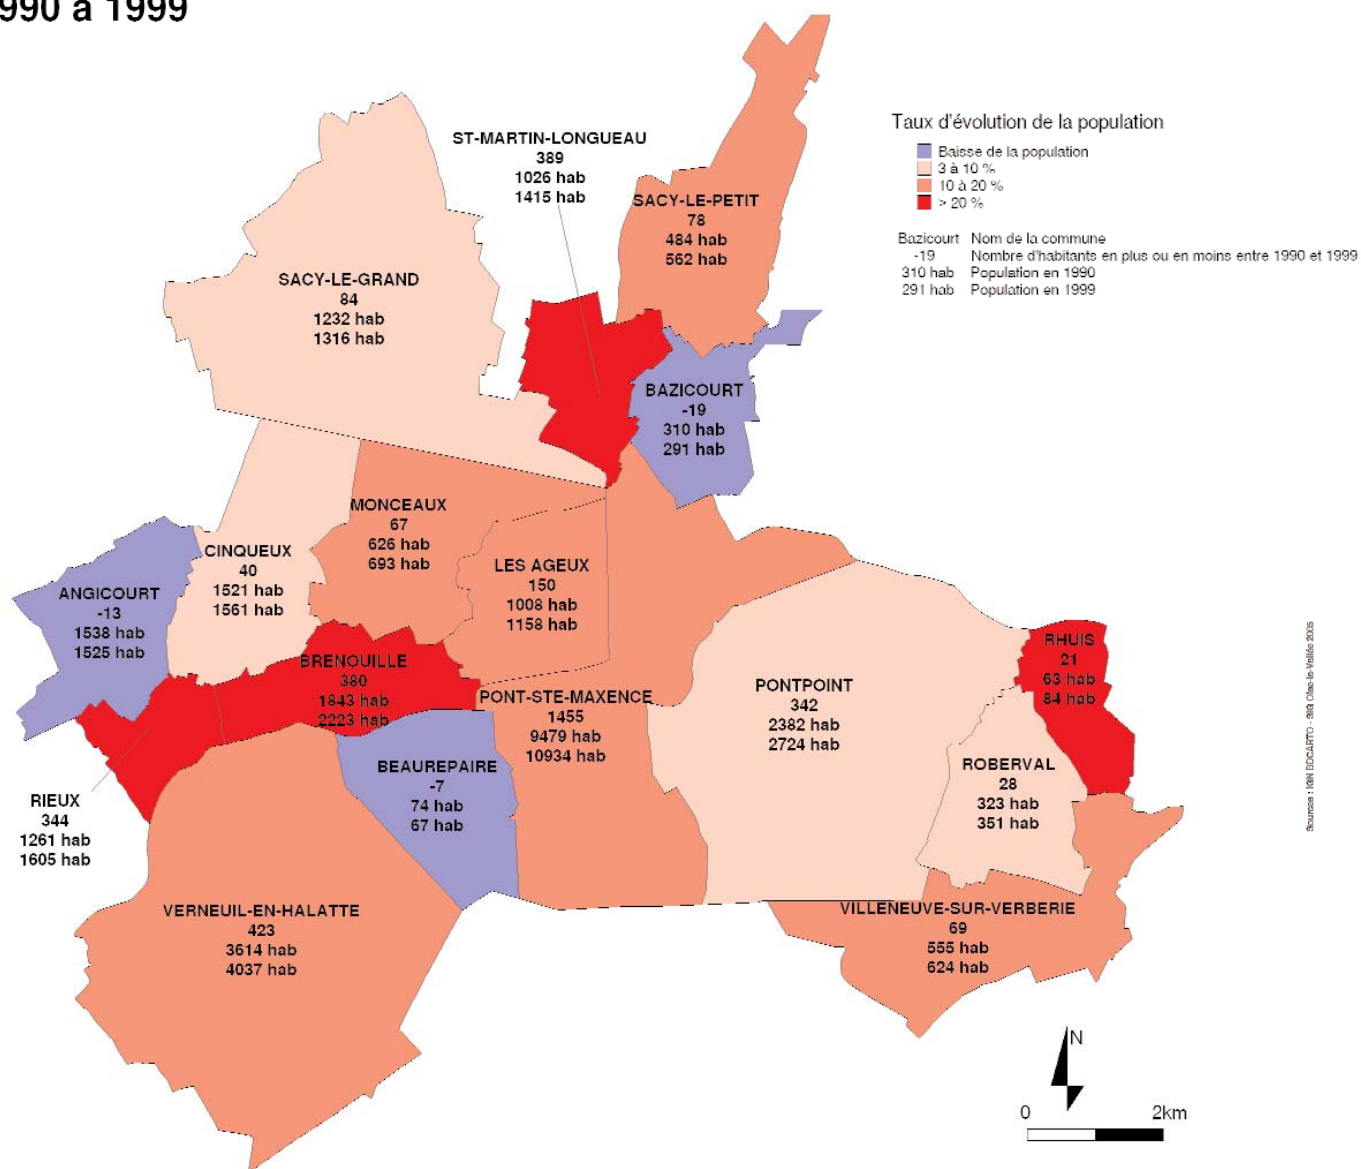 990 à 1999
ST-MARTIN-LONGUEAU
389
1026 hab
1415 hab
Taux d'évolution de la population
Baisse de la population
3 à 10 %
10 à 20 %
> 20 %
Bazicourt Nom de la commune
-19 Nombre d'habitants en plus ou en moins entre 1990 et 1999
310 hab Population en 1990
291 hab Population en 1999
SACY-LE-PETIT
78
484 hab
562 hab
SACY-LE-GRAND
84
1232 hab
1316 hab
BAZICOURT
-19
310 hab
291 hab
MONCEAUX
67
626 hab
693 hab
CINQUEUX
40
1521 hab
1561 hab
LES AGEUX
150
1008 hab
1158 hab
ANGICOURT
-13
1538 hab
1525 hab
BRENOUILLE
380
1843 hab
2223 hab
RHUIS
21
63 hab
84 hab
PONT-STE-MAXENCE
1455
9479 hab
10934 hab
PONTPOINT
342
2382 hab
2724 hab
BEAUREPAIRE
-7
74 hab
67 hab
ROBERVAL
28
323 hab
351 hab
RIEUX
344
1261 hab
1605 hab
VERNEUIL-EN-HALATTE
423
3614 hab
4037 hab
VILLENEUVE-SUR-VERBERIE
69
555 hab
624 hab
Sources : IGN BDCARTO - SIG Oise-la-Vallée 2005
N
0 2km